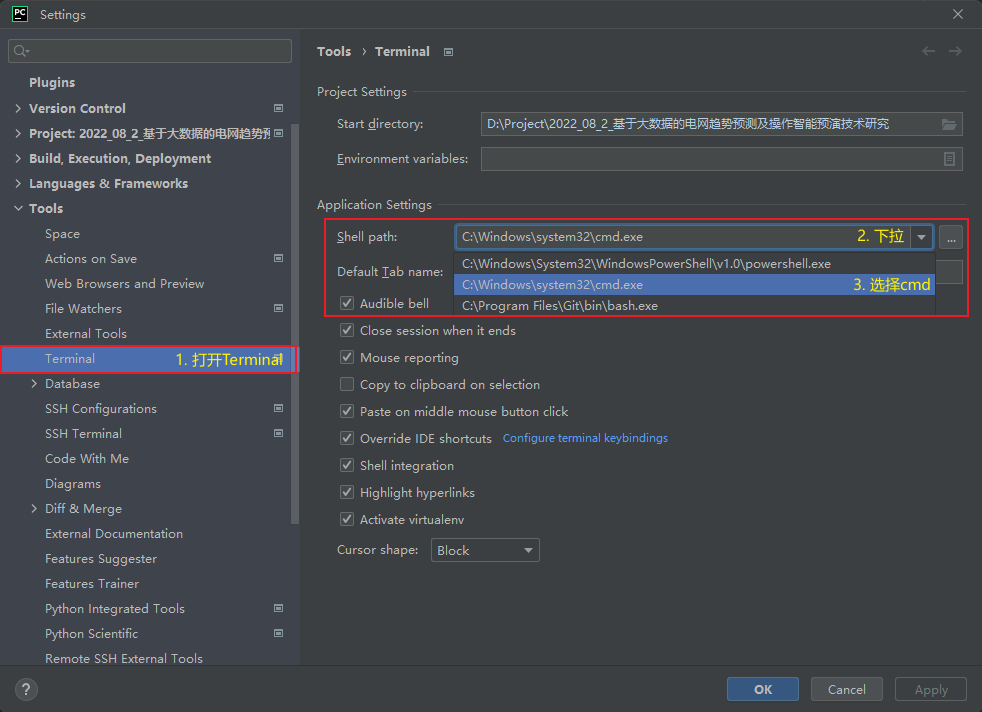 PC Settings
Plugins
Version Control
Project: 2022_08_2_基于大数据的电网趋势预
Build, Execution, Deployment
Languages & Frameworks
Tools
Space
Actions on Save
Web Browsers and Preview
File Watchers
External Tools
Terminal 1. 打开Terminal
Database
SSH Configurations
SSH Terminal
Code With Me
Diagrams
Diff & Merge
External Documentation
Features Suggester
Features Trainer
Python Integrated Tools
Python Scientific
Remote SSH External Tools
Tools › Terminal
Project Settings
Start directory: D:\Project\2022_08_2_基于大数据的电网趋势预测及操作智能预演技术研究
Environment variables:
Application Settings
Shell path: C:\Windows\system32\cmd.exe 2. 下拉 ...
C:\Windows\System32\WindowsPowerShell\v1.0\powershell.exe
Default Tab name:
C:\Windows\system32\cmd.exe 3. 选择cmd
Audible bell
C:\Program Files\Git\bin\bash.exe
Close session when it ends
Mouse reporting
Copy to clipboard on selection
Paste on middle mouse button click
Override IDE shortcuts Configure terminal keybindings
Shell integration
Highlight hyperlinks
Activate virtualenv
Cursor shape: Block
? OK Cancel Apply